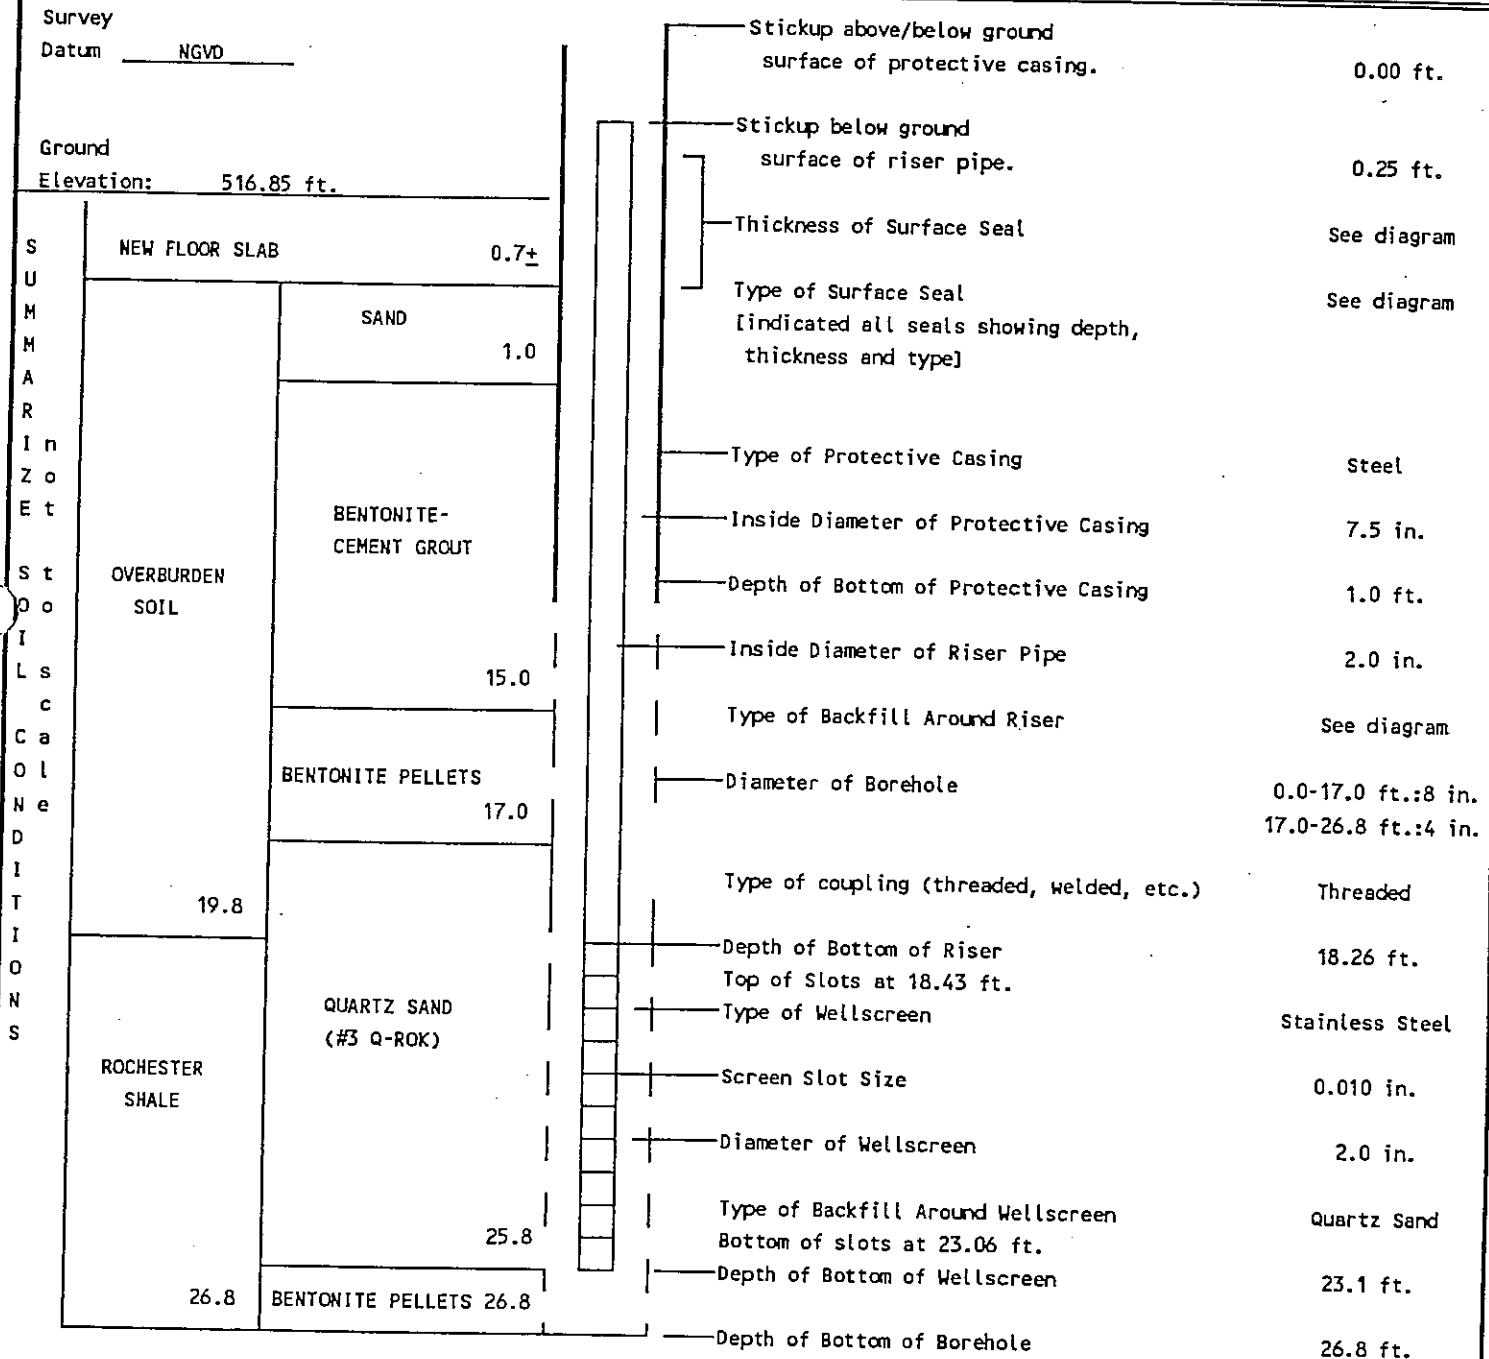 Survey
Datum NGVD
Ground
Elevation: 516.85 ft.
SUMMARIZE SOIL CONDITIONS
not to scale
NEW FLOOR SLAB 0.7±
SAND
1.0
BENTONITE-
CEMENT GROUT
15.0
OVERBURDEN
SOIL
19.8
BENTONITE PELLETS
17.0
QUARTZ SAND
(#3 Q-ROK)
25.8
ROCHESTER
SHALE
26.8
BENTONITE PELLETS 26.8
Stickup above/below ground
surface of protective casing. 0.00 ft.
Stickup below ground
surface of riser pipe. 0.25 ft.
Thickness of Surface Seal See diagram
Type of Surface Seal See diagram
[indicated all seals showing depth,
thickness and type]
Type of Protective Casing Steel
Inside Diameter of Protective Casing 7.5 in.
Depth of Bottom of Protective Casing 1.0 ft.
Inside Diameter of Riser Pipe 2.0 in.
Type of Backfill Around Riser See diagram
Diameter of Borehole 0.0-17.0 ft.:8 in.
17.0-26.8 ft.:4 in.
Type of coupling (threaded, welded, etc.) Threaded
Depth of Bottom of Riser 18.26 ft.
Top of Slots at 18.43 ft.
Type of Wellscreen Stainless Steel
Screen Slot Size 0.010 in.
Diameter of Wellscreen 2.0 in.
Type of Backfill Around Wellscreen Quartz Sand
Bottom of slots at 23.06 ft.
Depth of Bottom of Wellscreen 23.1 ft.
Depth of Bottom of Borehole 26.8 ft.